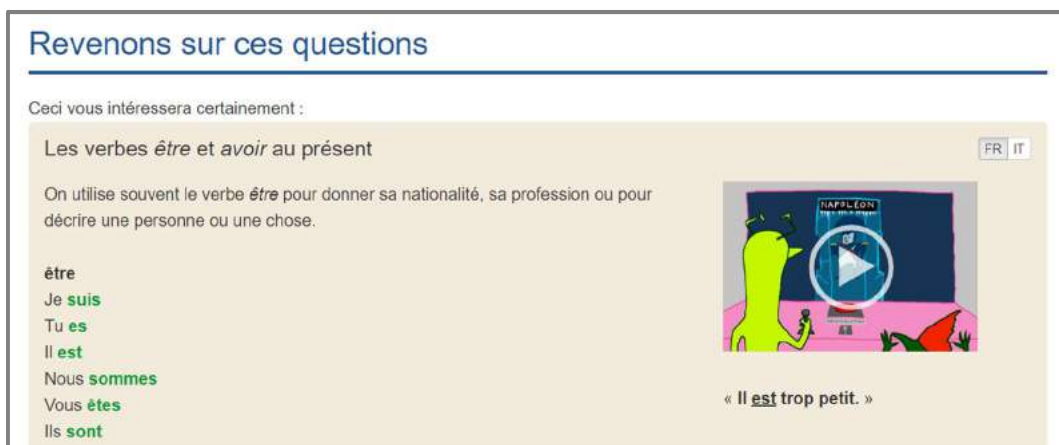 Revenons sur ces questions
Ceci vous intéressera certainement :
Les verbes être et avoir au présent
FR IT
On utilise souvent le verbe être pour donner sa nationalité, sa profession ou pour
décrire une personne ou une chose.
NAPOLÉON
être
Je suis
Tu es
Il est
Nous sommes
Vous êtes
Ils sont
« Il est trop petit. »